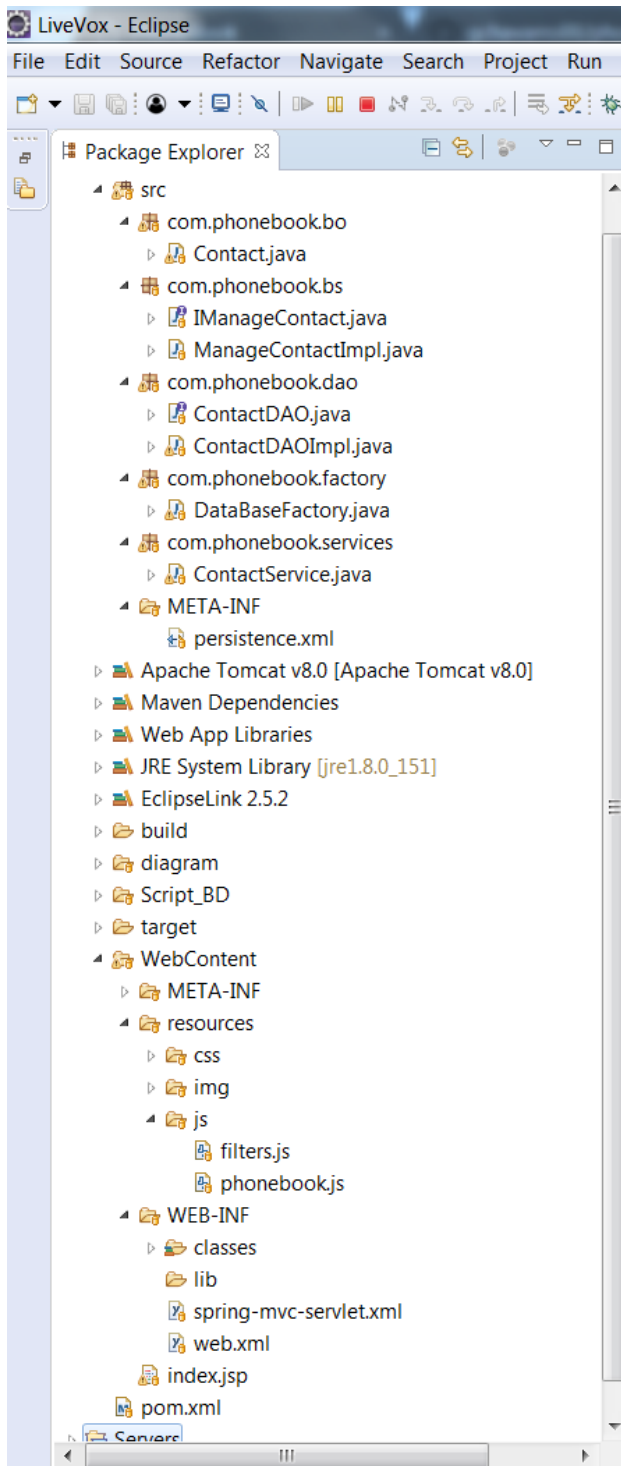 LiveVox - Eclipse
File Edit Source Refactor Navigate Search Project Run
Package Explorer
src
com.phonebook.bo
Contact.java
com.phonebook.bs
IManageContact.java
ManageContactImpl.java
com.phonebook.dao
ContactDAO.java
ContactDAOImpl.java
com.phonebook.factory
DataBaseFactory.java
com.phonebook.services
ContactService.java
META-INF
persistence.xml
Apache Tomcat v8.0 [Apache Tomcat v8.0]
Maven Dependencies
Web App Libraries
JRE System Library [jre1.8.0_151]
EclipseLink 2.5.2
build
diagram
Script_BD
target
WebContent
META-INF
resources
css
img
js
filters.js
phonebook.js
WEB-INF
classes
lib
spring-mvc-servlet.xml
web.xml
index.jsp
pom.xml
Servers